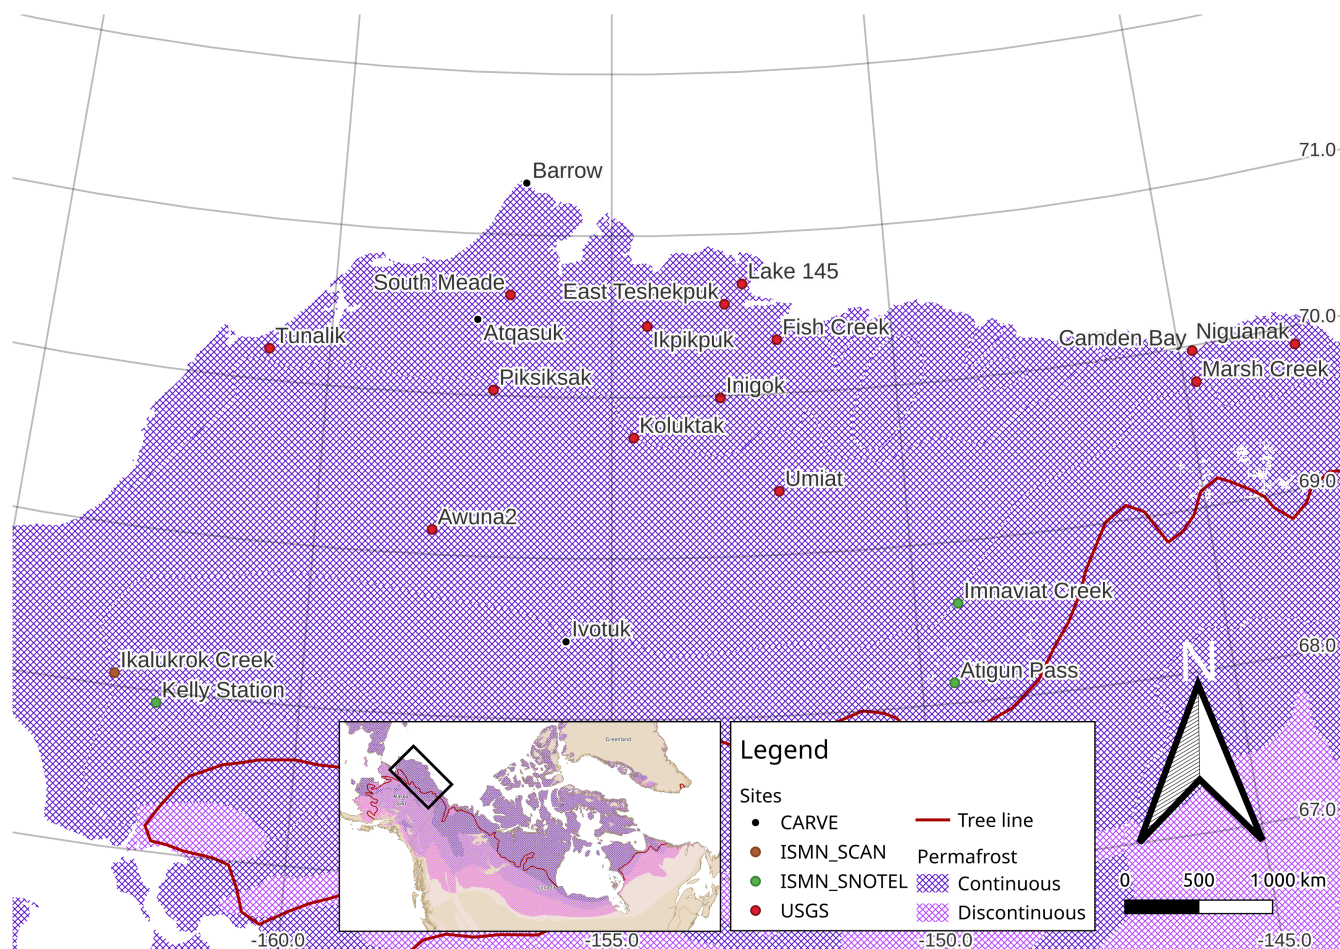 71.0
Barrow
Lake 145
South Meade
East Teshekpuk
70.0
Tunalik
Atqasuk
Ikpikpuk
Fish Creek
Camden Bay
Niguanak
Marsh Creek
Piksiksak
Inigok
Koluktak
Umiat
69.0
Awuna2
Imnaviat Creek
Ivotuk
68.0
Ikalukrok Creek
Atigun Pass
Kelly Station
N
Greenland
Legend
Sites
CARVE
ISMN_SCAN
ISMN_SNOTEL
USGS
Tree line
Permafrost
Continuous
Discontinuous
67.0
0 500 1 000 km
-160.0
-155.0
-150.0
-145.0